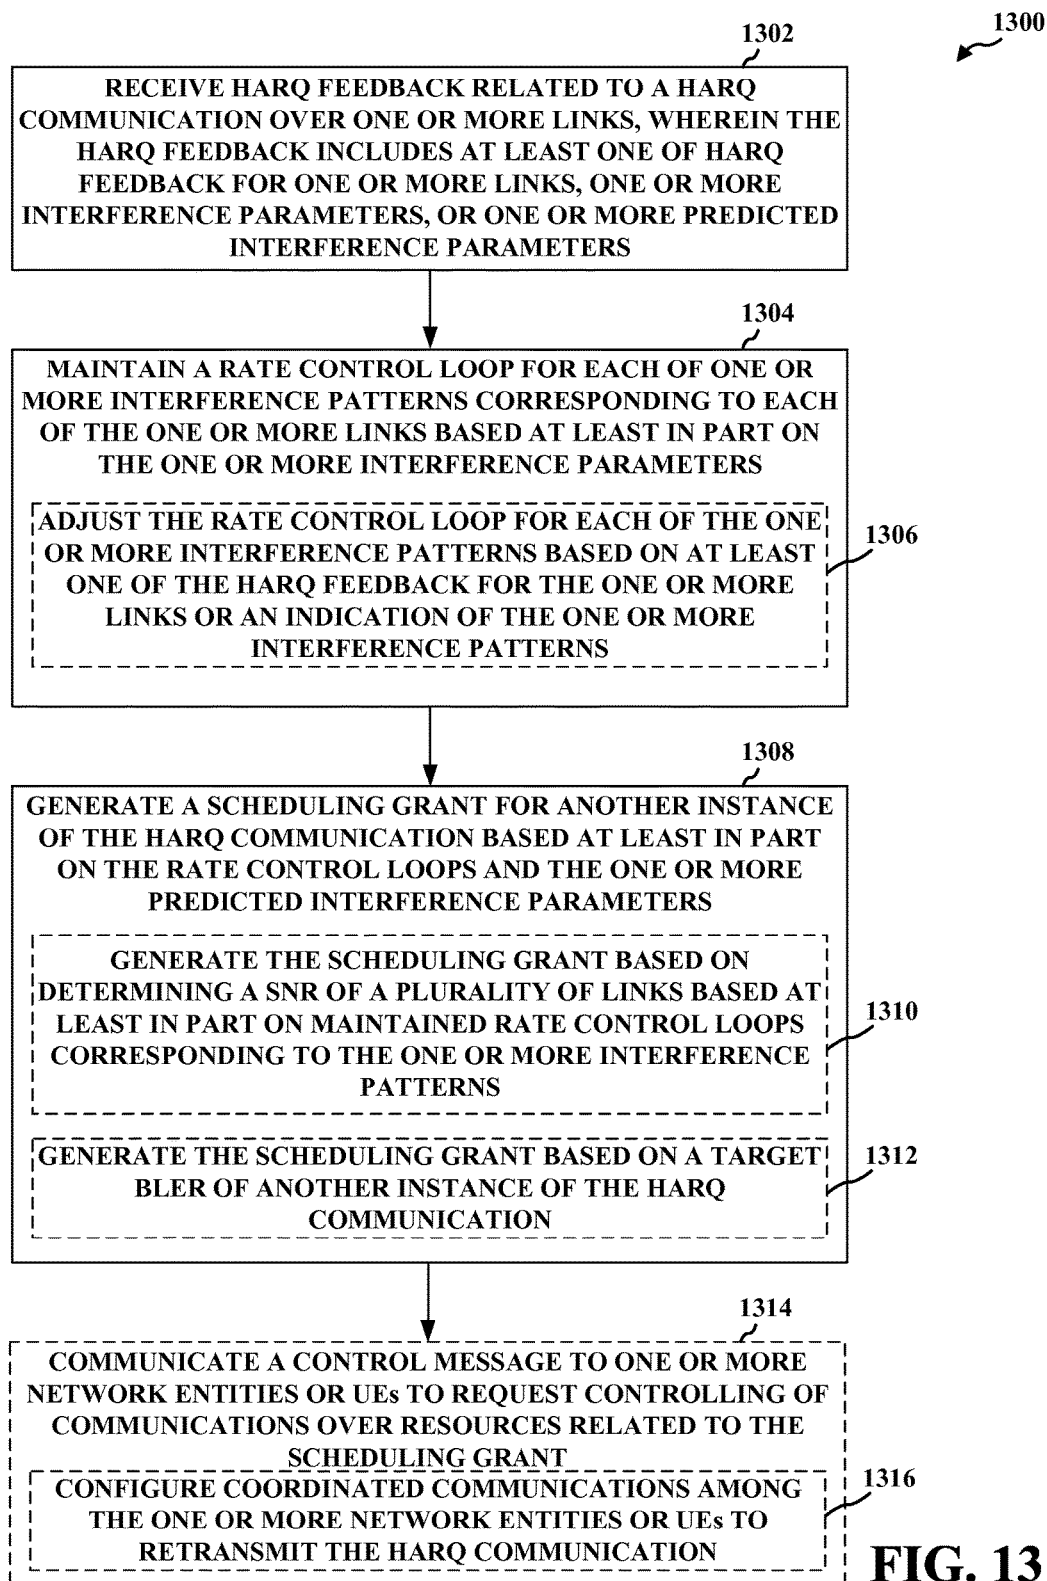 1300
1302
RECEIVE HARQ FEEDBACK RELATED TO A HARQ
COMMUNICATION OVER ONE OR MORE LINKS, WHEREIN THE
HARQ FEEDBACK INCLUDES AT LEAST ONE OF HARQ
FEEDBACK FOR ONE OR MORE LINKS, ONE OR MORE
INTERFERENCE PARAMETERS, OR ONE OR MORE PREDICTED
INTERFERENCE PARAMETERS
1304
MAINTAIN A RATE CONTROL LOOP FOR EACH OF ONE OR
MORE INTERFERENCE PATTERNS CORRESPONDING TO EACH
OF THE ONE OR MORE LINKS BASED AT LEAST IN PART ON
THE ONE OR MORE INTERFERENCE PARAMETERS
ADJUST THE RATE CONTROL LOOP FOR EACH OF THE ONE
OR MORE INTERFERENCE PATTERNS BASED ON AT LEAST
ONE OF THE HARQ FEEDBACK FOR THE ONE OR MORE
LINKS OR AN INDICATION OF THE ONE OR MORE
INTERFERENCE PATTERNS
1306
1308
GENERATE A SCHEDULING GRANT FOR ANOTHER INSTANCE
OF THE HARQ COMMUNICATION BASED AT LEAST IN PART
ON THE RATE CONTROL LOOPS AND THE ONE OR MORE
PREDICTED INTERFERENCE PARAMETERS
GENERATE THE SCHEDULING GRANT BASED ON
DETERMINING A SNR OF A PLURALITY OF LINKS BASED AT
LEAST IN PART ON MAINTAINED RATE CONTROL LOOPS
CORRESPONDING TO THE ONE OR MORE INTERFERENCE
PATTERNS
1310
GENERATE THE SCHEDULING GRANT BASED ON A TARGET
BLER OF ANOTHER INSTANCE OF THE HARQ
COMMUNICATION
1312
1314
COMMUNICATE A CONTROL MESSAGE TO ONE OR MORE
NETWORK ENTITIES OR UEs TO REQUEST CONTROLLING OF
COMMUNICATIONS OVER RESOURCES RELATED TO THE
SCHEDULING GRANT
CONFIGURE COORDINATED COMMUNICATIONS AMONG
THE ONE OR MORE NETWORK ENTITIES OR UEs TO
RETRANSMIT THE HARQ COMMUNICATION
1316
FIG. 13